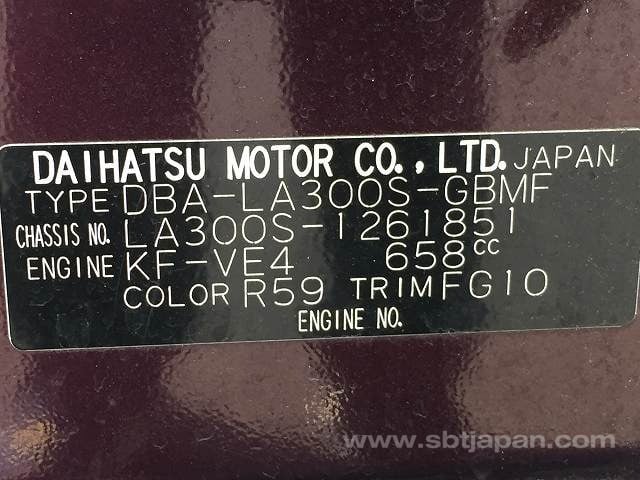 DAIHATSU MOTOR CO., LTD. JAPAN
TYPE DBA-LA300S-GBMF
CHASSIS NO. LA300S-1261851
ENGINE KF-VE4 658cc
COLOR R59 TRIM FG10
ENGINE NO.
www.sbtjapan.com